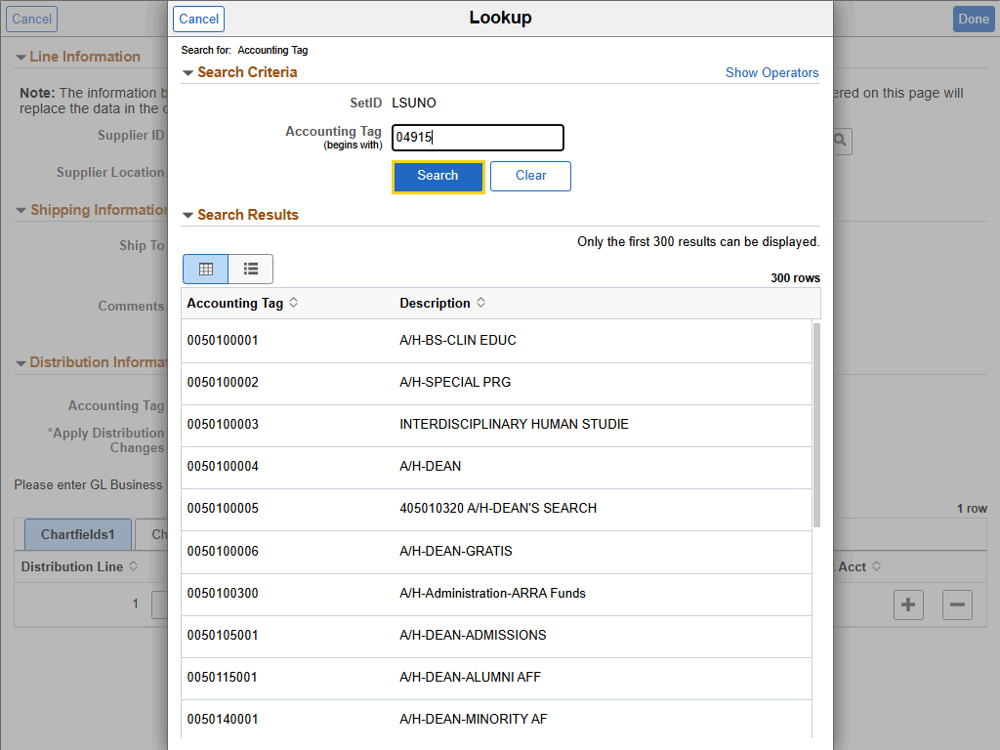 Cancel
Done
Line Information
Note: The information b
ered on this page will
replace the data in the
Supplier ID
Supplier Location
Shipping Information
Ship To
Comments
Distribution Informat
Accounting Tag
*Apply Distribution
Changes
Please enter GL Business
1 row
Chartfields1
Ch
Distribution Line
Acct
1
Cancel
Lookup
Search for: Accounting Tag
Search Criteria
Show Operators
SetID LSUNO
Accounting Tag
(begins with)
04915
Search
Clear
Search Results
Only the first 300 results can be displayed.
300 rows
Accounting Tag Description
0050100001 A/H-BS-CLIN EDUC
0050100002 A/H-SPECIAL PRG
0050100003 INTERDISCIPLINARY HUMAN STUDIE
0050100004 A/H-DEAN
0050100005 405010320 A/H-DEAN'S SEARCH
0050100006 A/H-DEAN-GRATIS
0050100300 A/H-Administration-ARRA Funds
0050105001 A/H-DEAN-ADMISSIONS
0050115001 A/H-DEAN-ALUMNI AFF
0050140001 A/H-DEAN-MINORITY AF